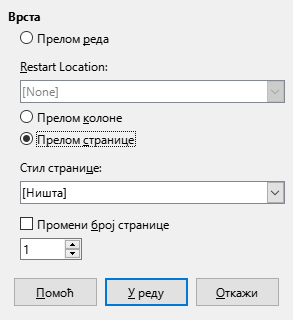 Врста
Прелом реда
Restart Location:
[None]
Прелом колоне
Прелом странице
Стил странице:
[Ништа]
Промени број странице
1
Помоћ
У реду
Откажи